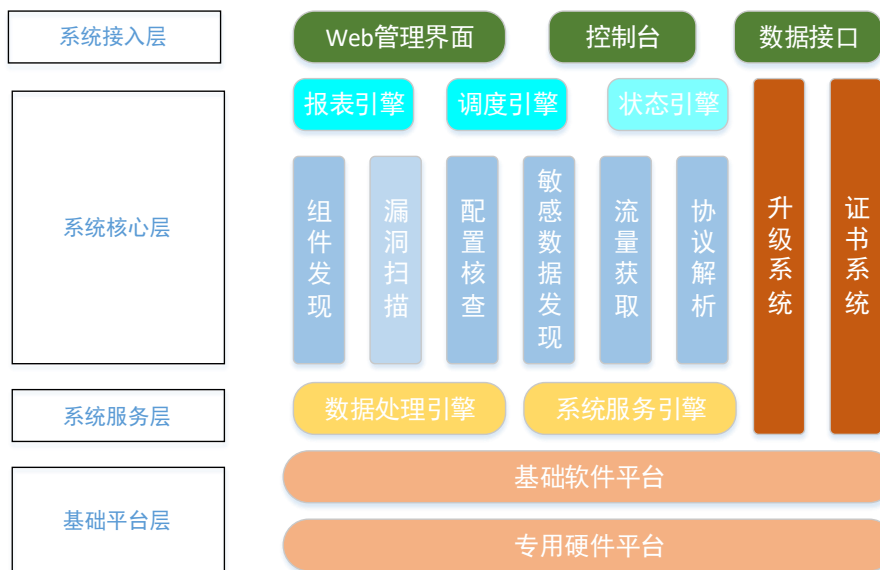 系统接入层
Web管理界面
控制台
数据接口
系统核心层
报表引擎
调度引擎
状态引擎
组件发现
漏洞扫描
配置核查
敏感数据发现
流量获取
协议解析
升级系统
证书系统
系统服务层
数据处理引擎
系统服务引擎
基础平台层
基础软件平台
专用硬件平台